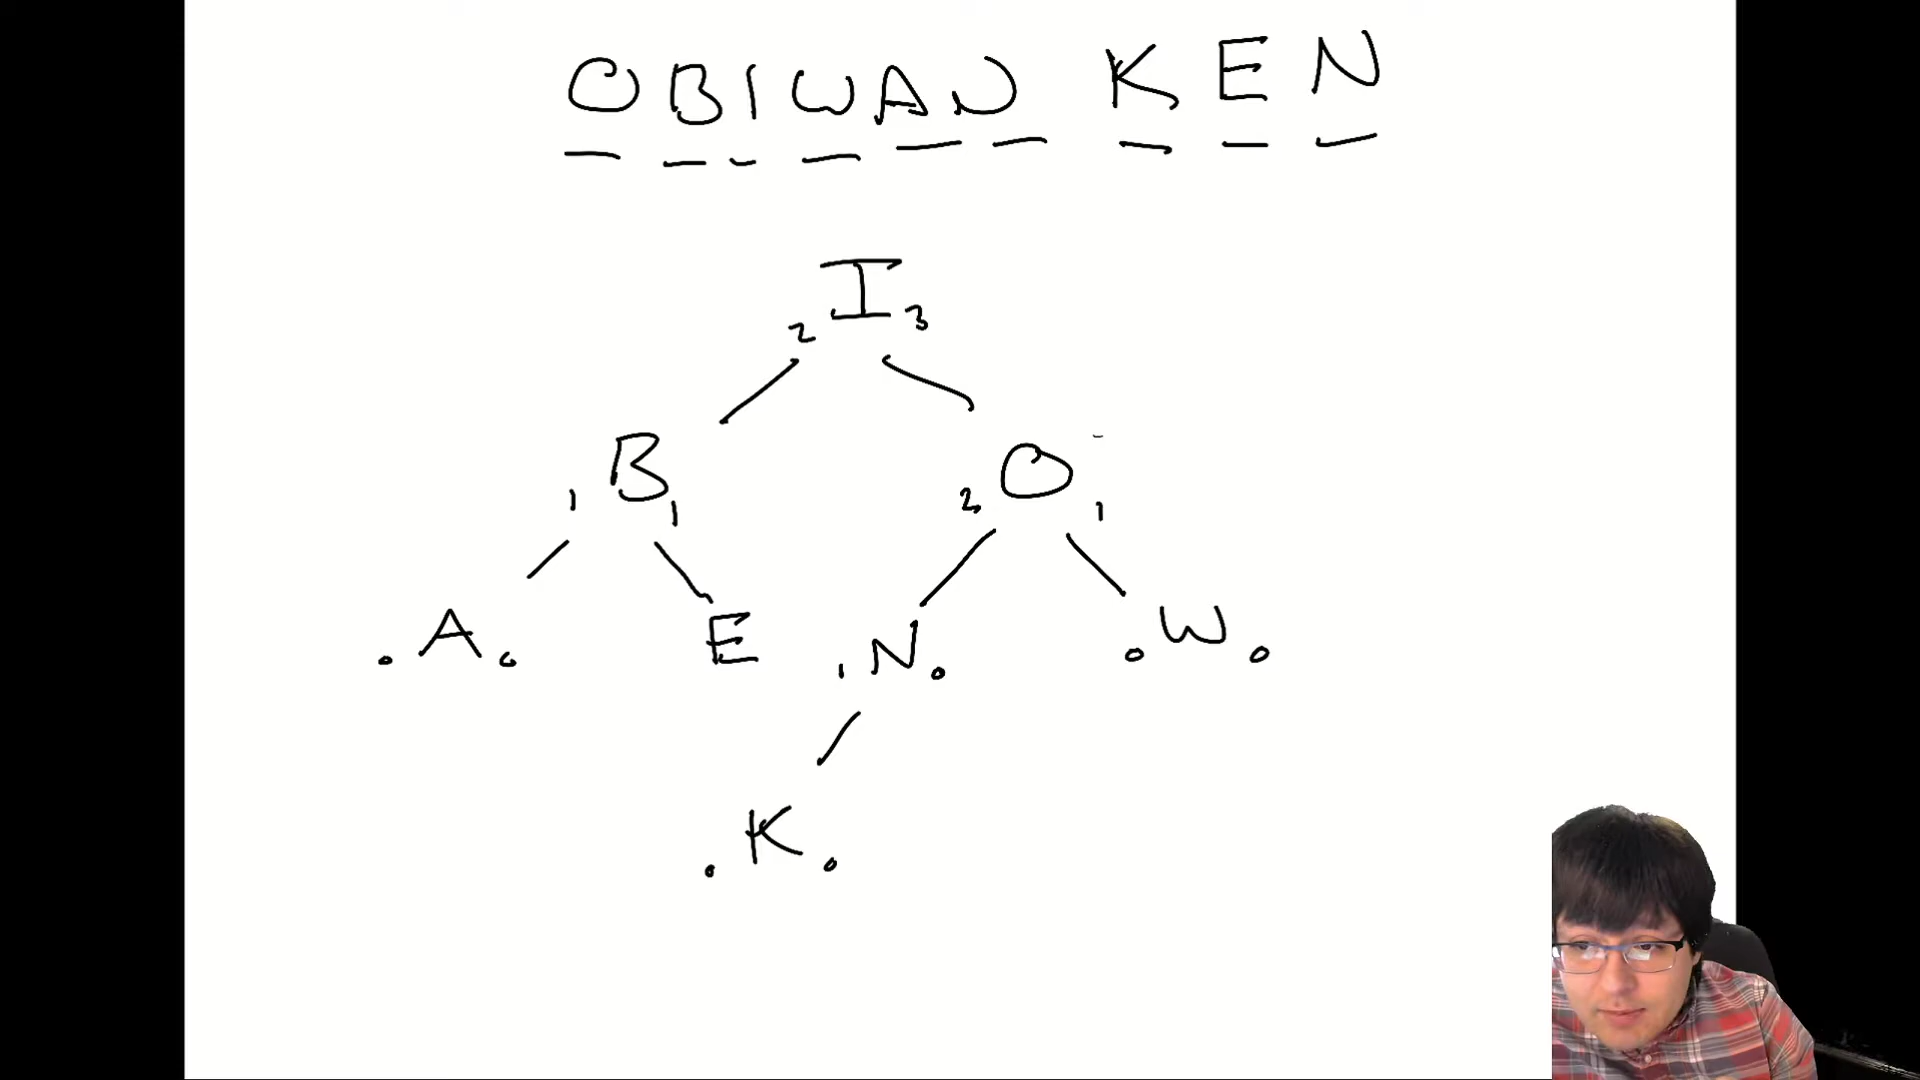 OBIWAN KEN
2 I 3
1 B 1 2 O 1
0 A 0 E 1 N 0 0 W 0
0 K 0